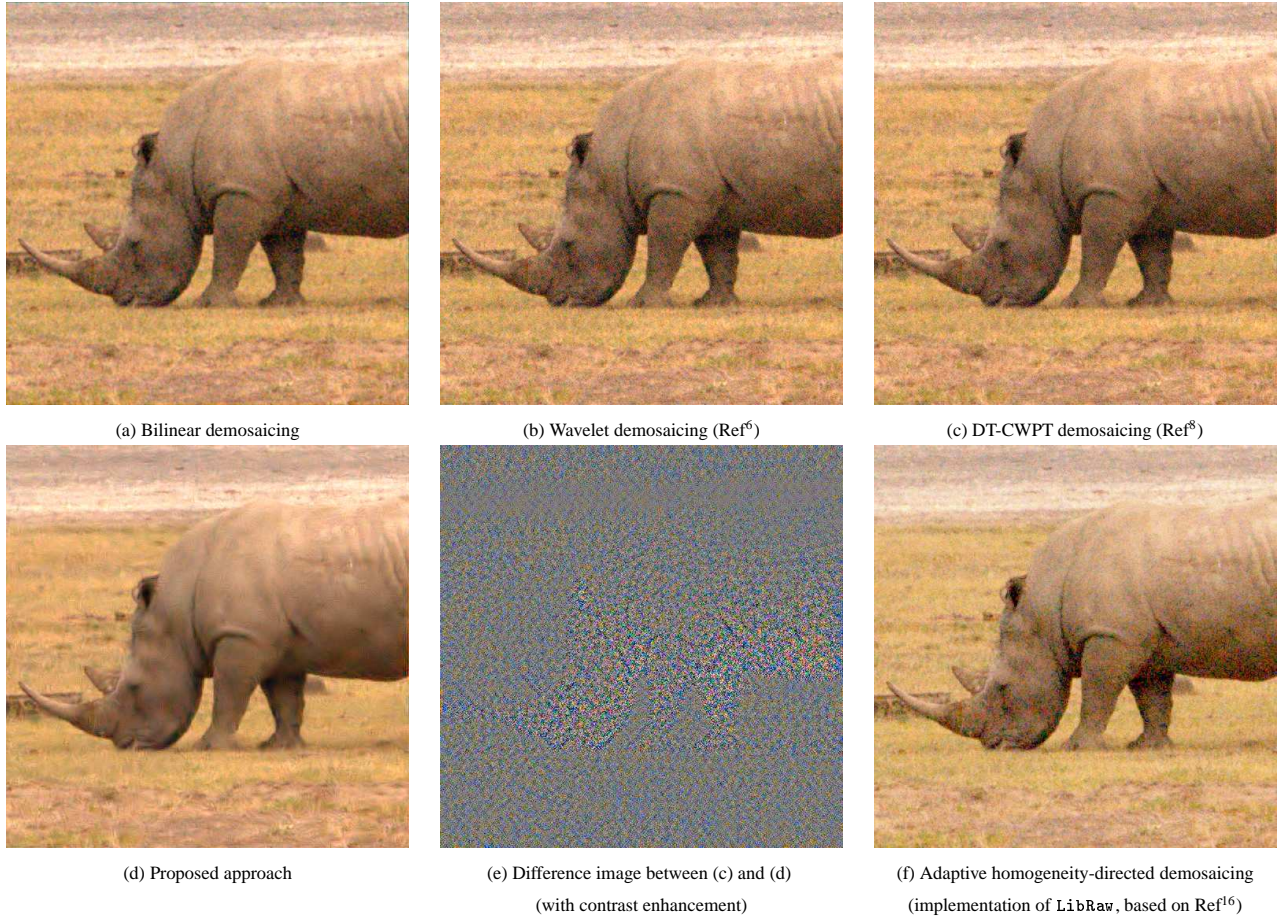 (a) Bilinear demosaicing
(b) Wavelet demosaicing (Ref⁶)
(c) DT-CWPT demosaicing (Ref⁸)
(d) Proposed approach
(e) Difference image between (c) and (d)
(with contrast enhancement)
(f) Adaptive homogeneity-directed demosaicing
(implementation of LibRaw, based on Ref¹⁶)